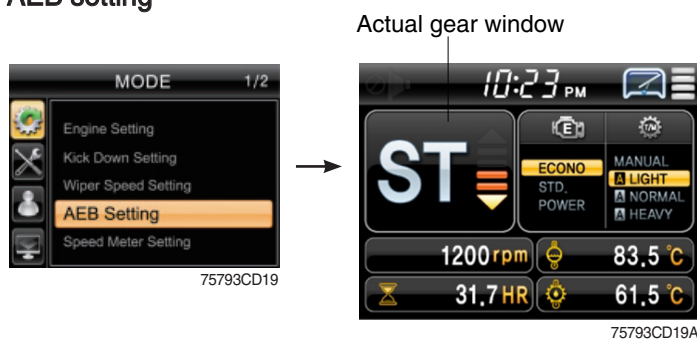 AEB setting
Actual gear window
MODE 1/2
Engine Setting
Kick Down Setting
Wiper Speed Setting
AEB Setting
Speed Meter Setting
75793CD19
10:23 PM
ST
E
T/M
ECONO
STD.
POWER
MANUAL
A LIGHT
A NORMAL
A HEAVY
1200 rpm
83.5 °C
31.7 HR
61.5 °C
75793CD19A